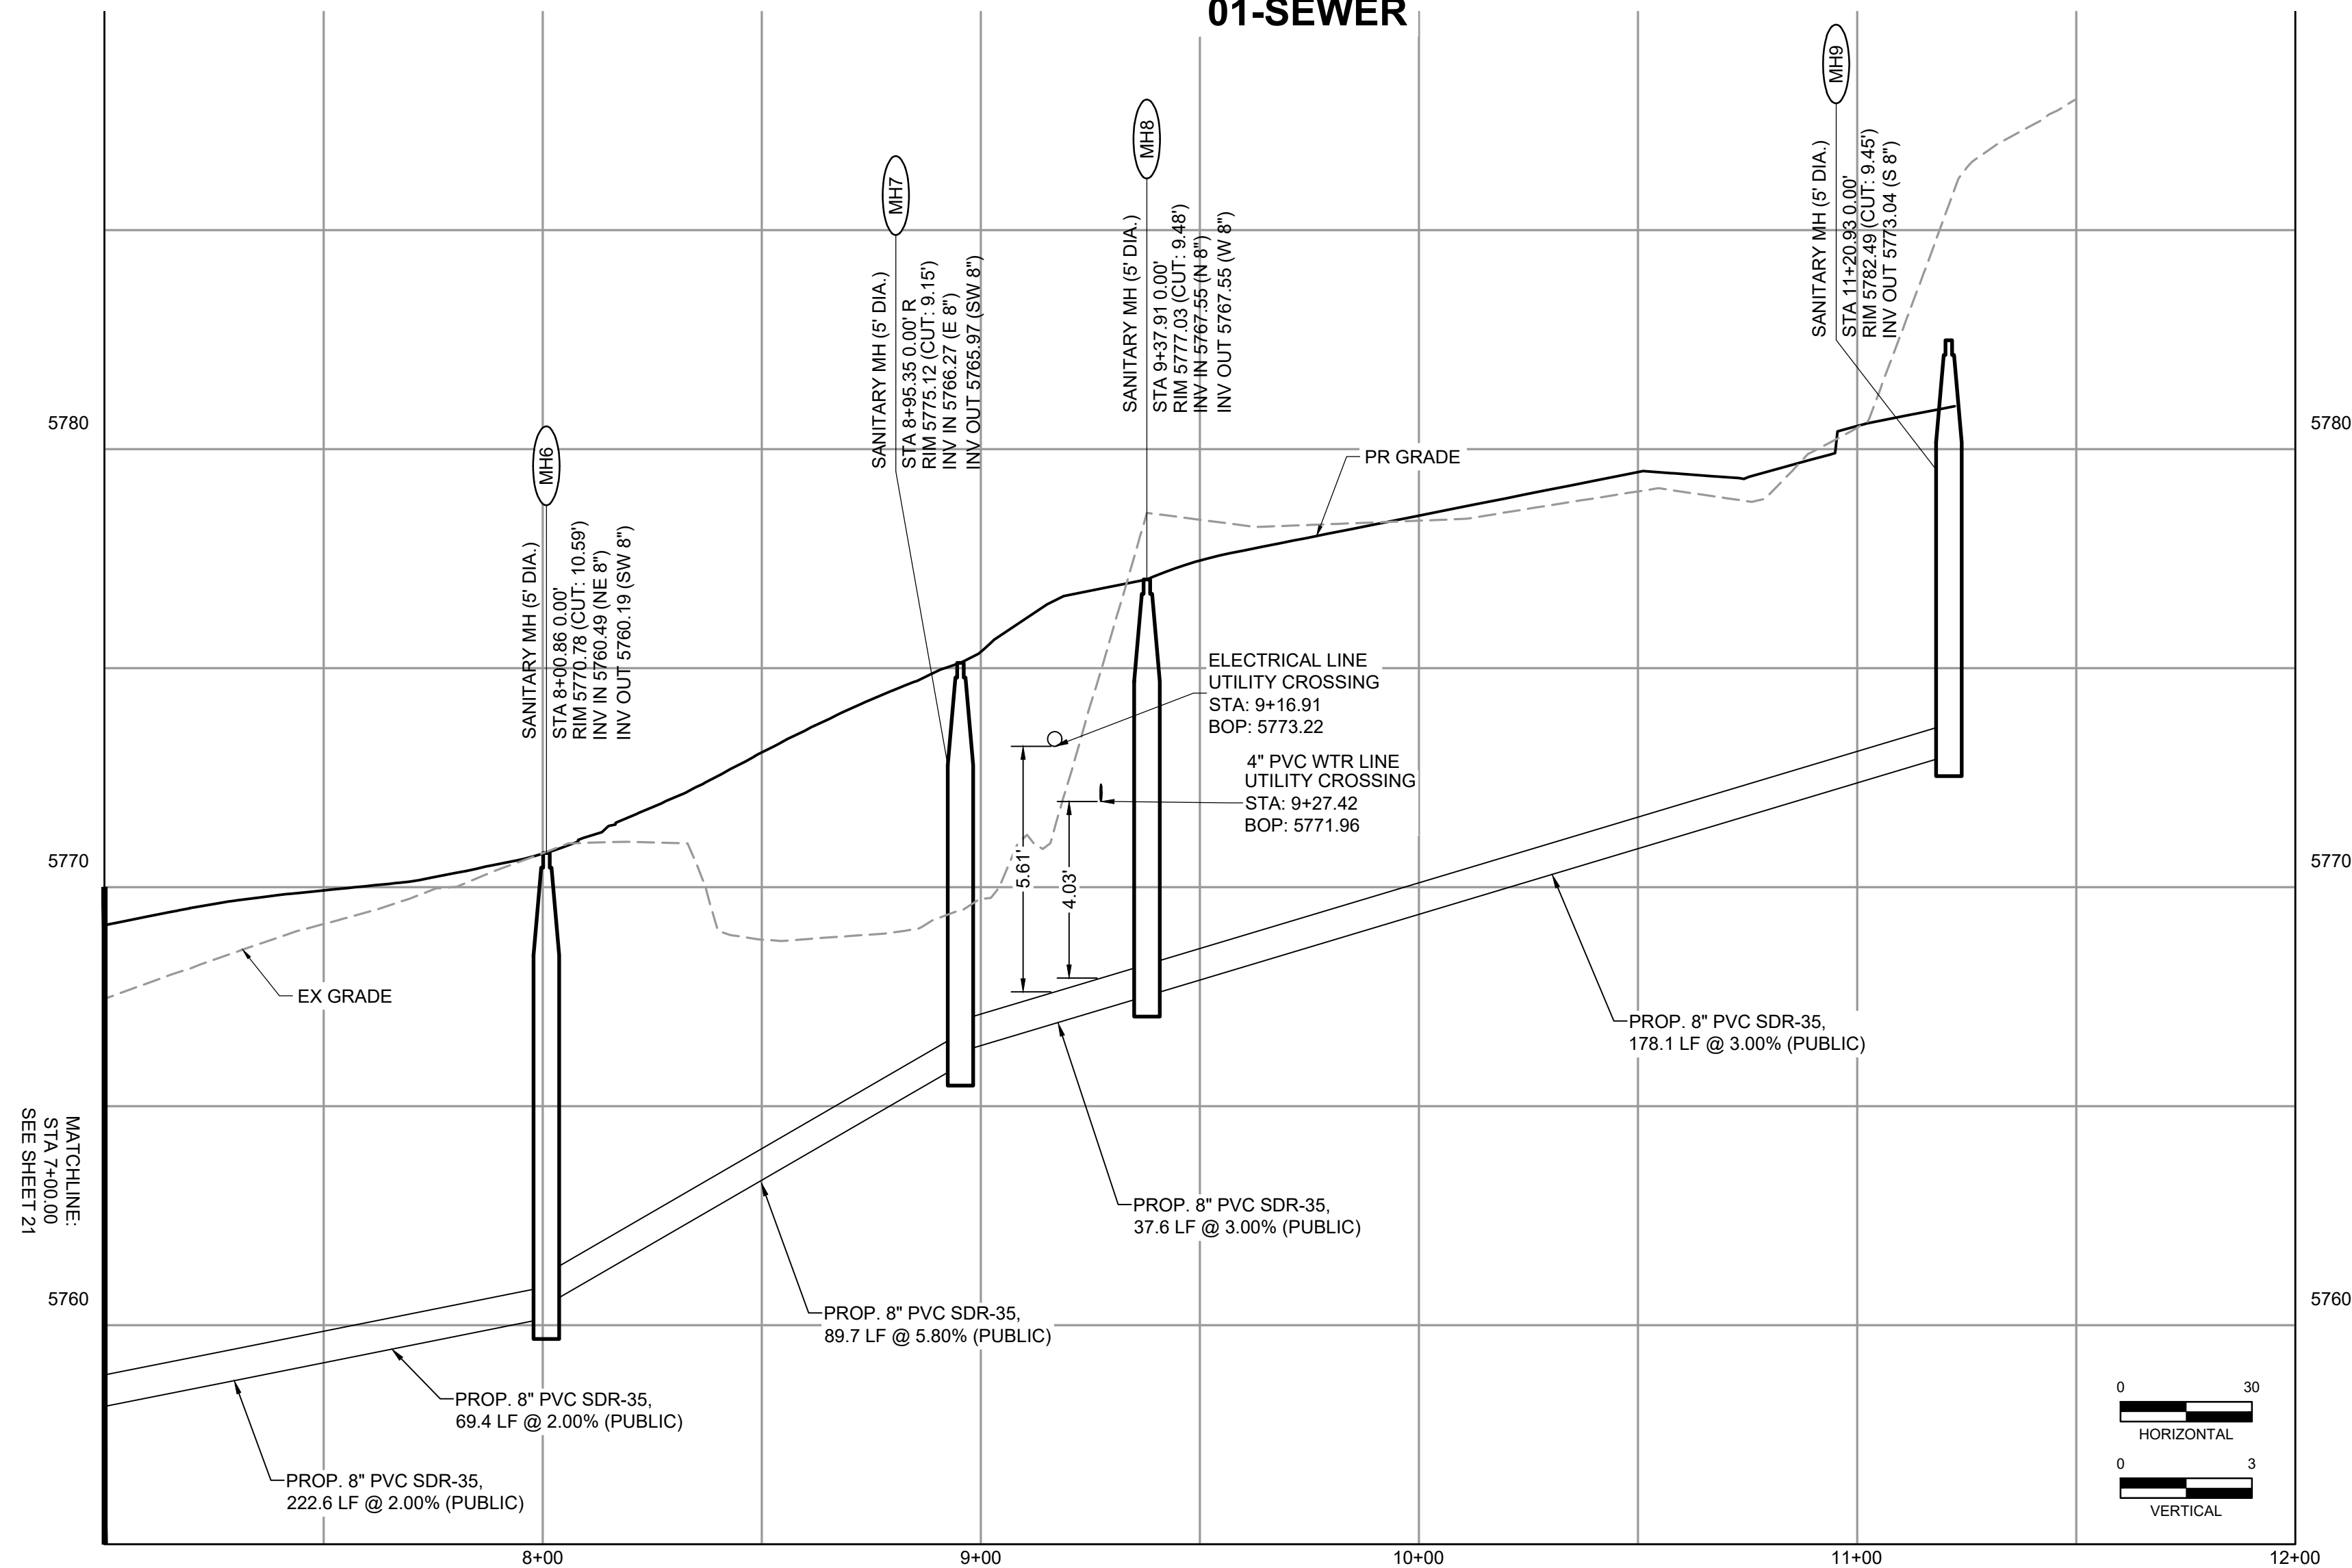 01-SEWER
MH6
SANITARY MH (5' DIA.)
STA 8+00.86 0.00'
RIM 5770.78 (CUT: 10.59')
INV IN 5760.49 (NE 8")
INV OUT 5760.19 (SW 8")
MH7
SANITARY MH (5' DIA.)
STA 8+95.35 0.00' R
RIM 5775.12 (CUT: 9.15')
INV IN 5766.27 (E 8")
INV OUT 5765.97 (SW 8")
MH8
SANITARY MH (5' DIA.)
STA 9+37.91 0.00'
RIM 5777.03 (CUT: 9.48')
INV IN 5767.55 (N 8")
INV OUT 5767.55 (W 8")
MH9
SANITARY MH (5' DIA.)
STA 11+20.93 0.00'
RIM 5782.49 (CUT: 9.45')
INV OUT 5773.04 (S 8")
5780
5780
PR GRADE
ELECTRICAL LINE
UTILITY CROSSING
STA: 9+16.91
BOP: 5773.22
4" PVC WTR LINE
UTILITY CROSSING
STA: 9+27.42
BOP: 5771.96
5.61'
4.03'
5770
5770
EX GRADE
PROP. 8" PVC SDR-35,
178.1 LF @ 3.00% (PUBLIC)
MATCHLINE:
STA 7+00.00
SEE SHEET 21
PROP. 8" PVC SDR-35,
37.6 LF @ 3.00% (PUBLIC)
5760
5760
PROP. 8" PVC SDR-35,
89.7 LF @ 5.80% (PUBLIC)
PROP. 8" PVC SDR-35,
69.4 LF @ 2.00% (PUBLIC)
PROP. 8" PVC SDR-35,
222.6 LF @ 2.00% (PUBLIC)
0 30
HORIZONTAL
0 3
VERTICAL
8+00 9+00 10+00 11+00 12+00